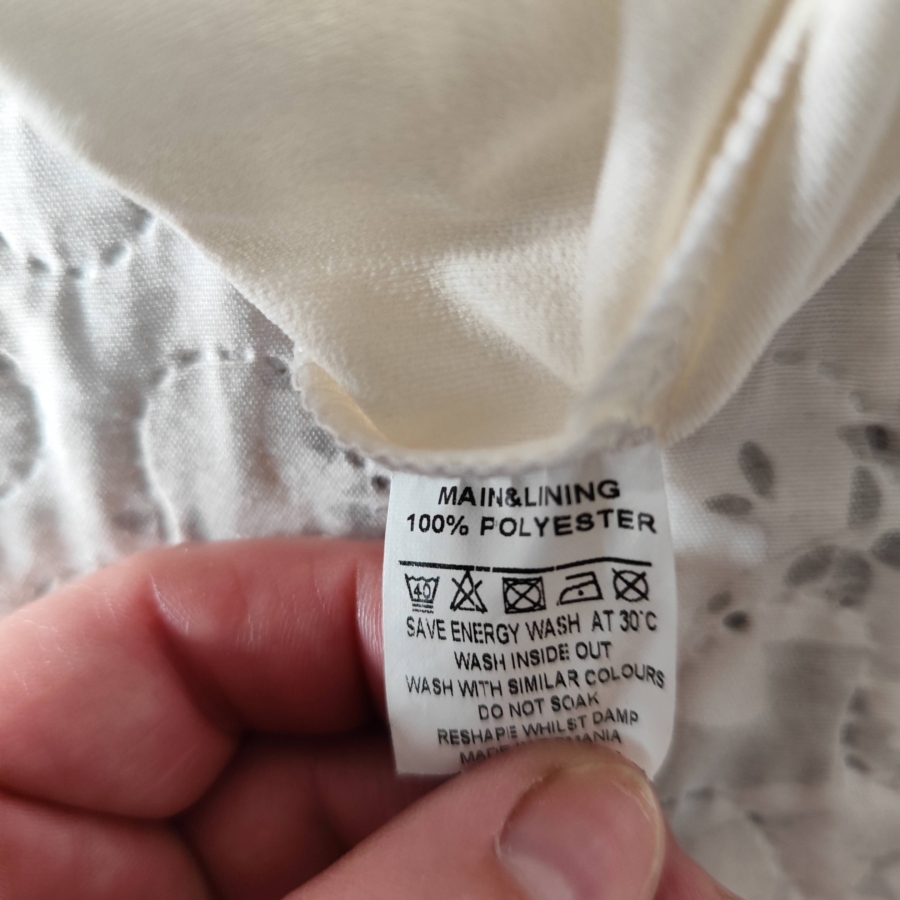 MAIN&LINING
100% POLYESTER
40
SAVE ENERGY WASH AT 30°C
WASH INSIDE OUT
WASH WITH SIMILAR COLOURS
DO NOT SOAK
RESHAPE WHILST DAMP
MADE